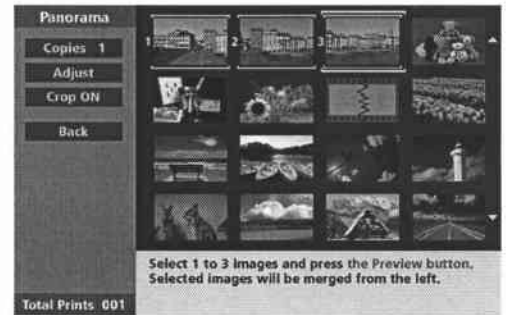 Panorama
Copies 1
Adjust
Crop ON
Back
1 2 3
Select 1 to 3 images and press the Preview button.
Selected images will be merged from the left.
Total Prints 001